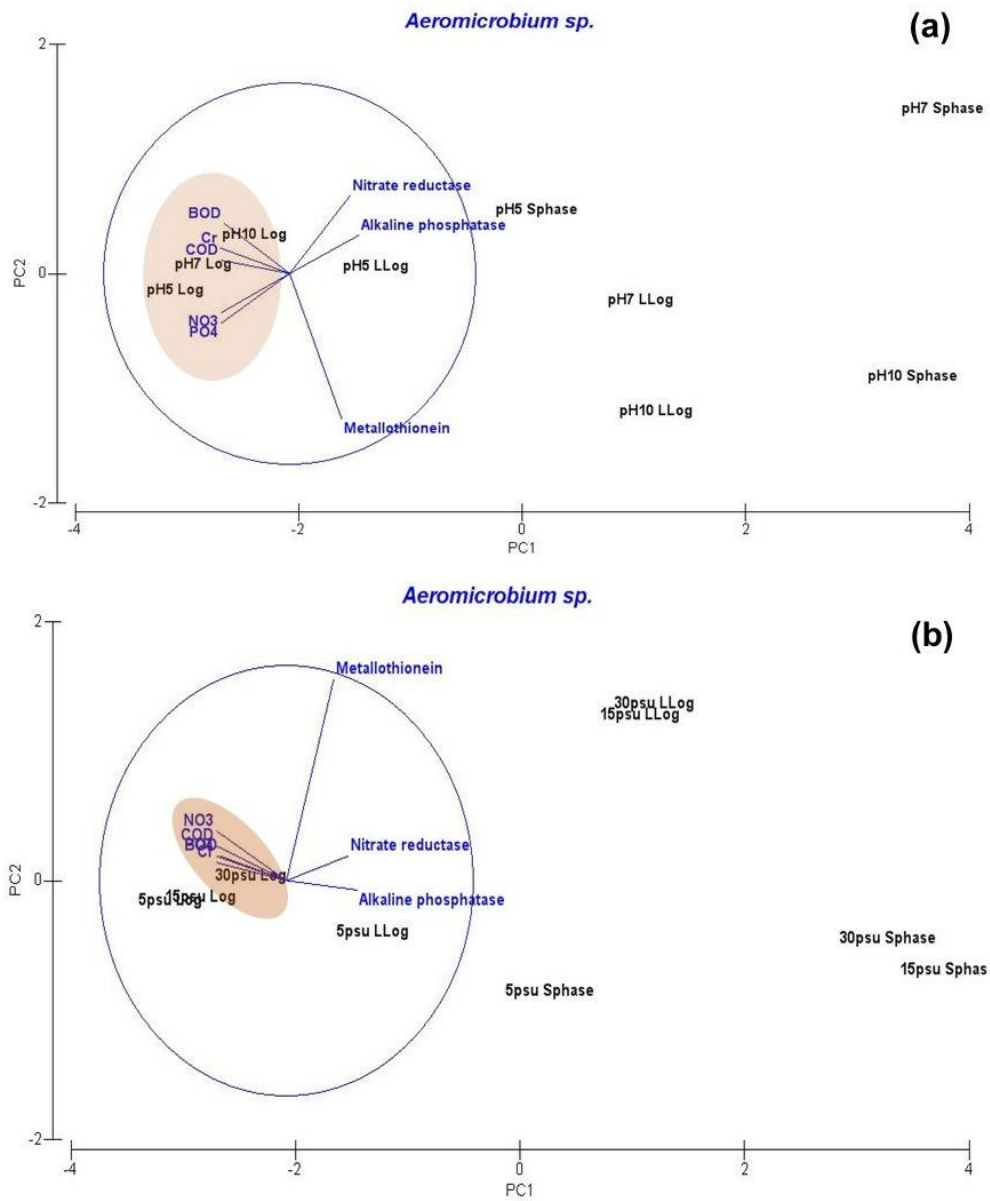 Aeromicrobium sp.
(a)
2
pH7 Sphase
Nitrate reductase
BOD
pH5 Sphase
Alkaline phosphatase
Cr
pH10 Log
COD
pH7 Log
pH5 LLog
PC2
0
pH5 Log
pH7 LLog
NO3
PO4
pH10 Sphase
pH10 LLog
Metallothionein
-2
-4
-2
0
2
4
PC1
Aeromicrobium sp.
(b)
2
Metallothionein
30psu LLog
15psu LLog
NO3
COD
BOD
Cr
Nitrate reductase
30psu Log
PC2
0
5psu Log
15psu Log
Alkaline phosphatase
5psu LLog
30psu Sphase
15psu Sphas
5psu Sphase
-2
-4
-2
0
2
4
PC1